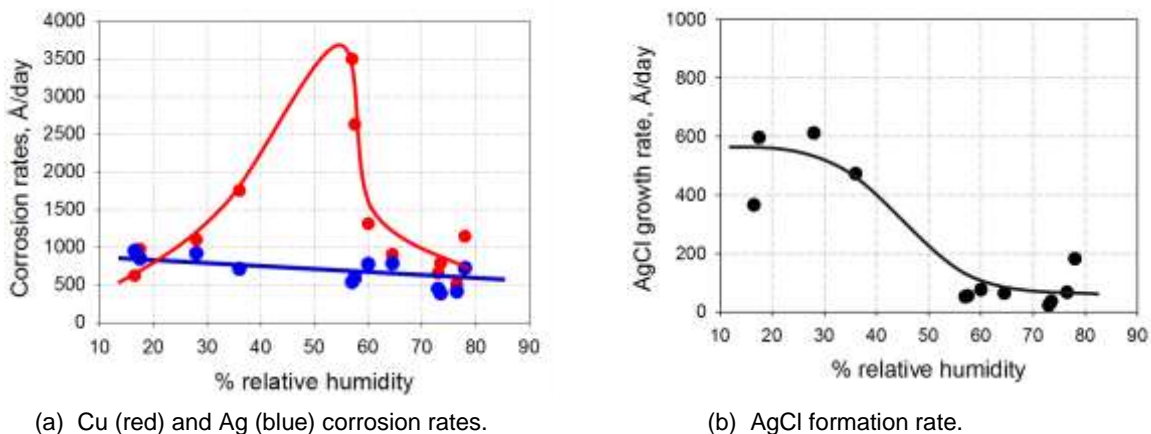 4000
3500
3000
2500
2000
1500
1000
500
0
Corrosion rates, Å/day
10 20 30 40 50 60 70 80 90
% relative humidity
(a) Cu (red) and Ag (blue) corrosion rates.
1000
800
600
400
200
0
AgCl growth rate, Å/day
10 20 30 40 50 60 70 80 90
% relative humidity
(b) AgCl formation rate.